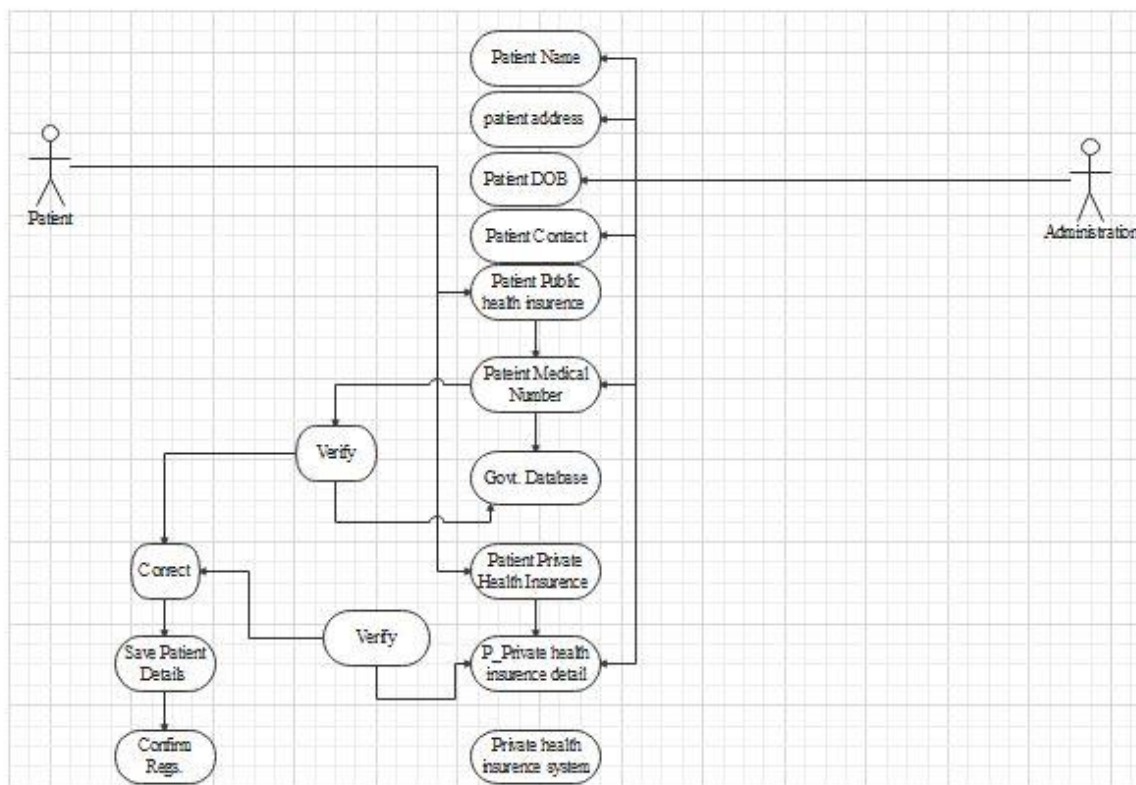 Patient Name
patient address
Patient DOB
Patient
Patient Contact
Administration
Patient Public
health insurence
Pateint Medical
Number
Verify
Govt. Database
Correct
Patient Private
Health Insurence
Verify
Save Patient
Details
P_Private health
insurence detail
Confirm
Regs.
Private health
insurence system